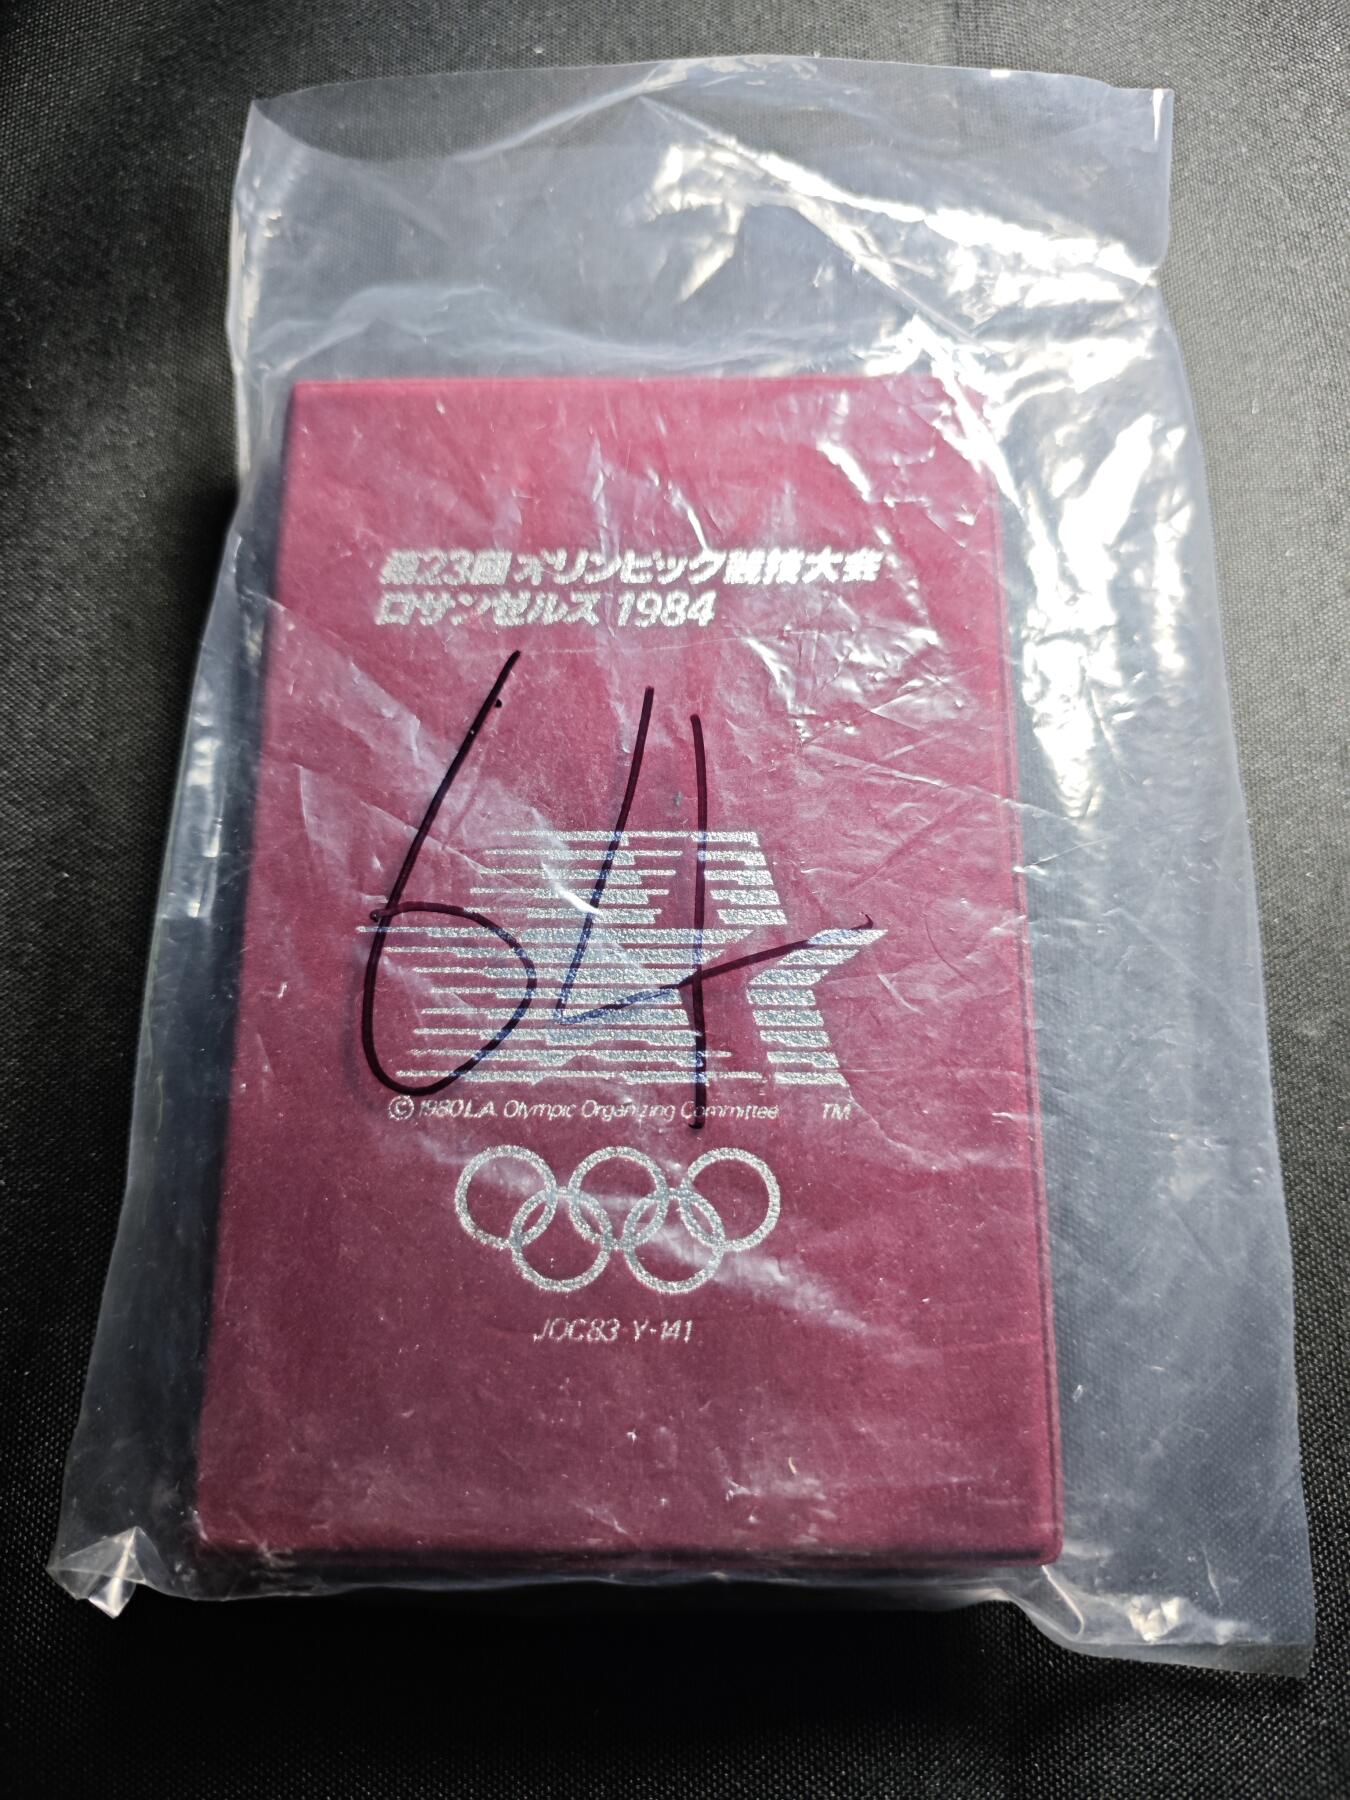 第23回オリンピック競技大会
ロサンゼルス 1984
64
© 1980 L.A. Olympic Organizing Committee TM
JOC83-Y-141